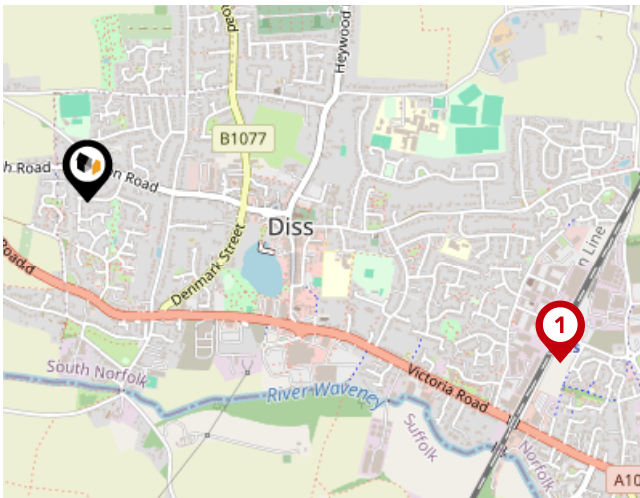 Road
Heywood
B1077
h Road
n Road
Diss
n Line
Denmark Street
Road
1
South Norfolk
River Waveney
Victoria Road
Suffolk
Norfolk
A10